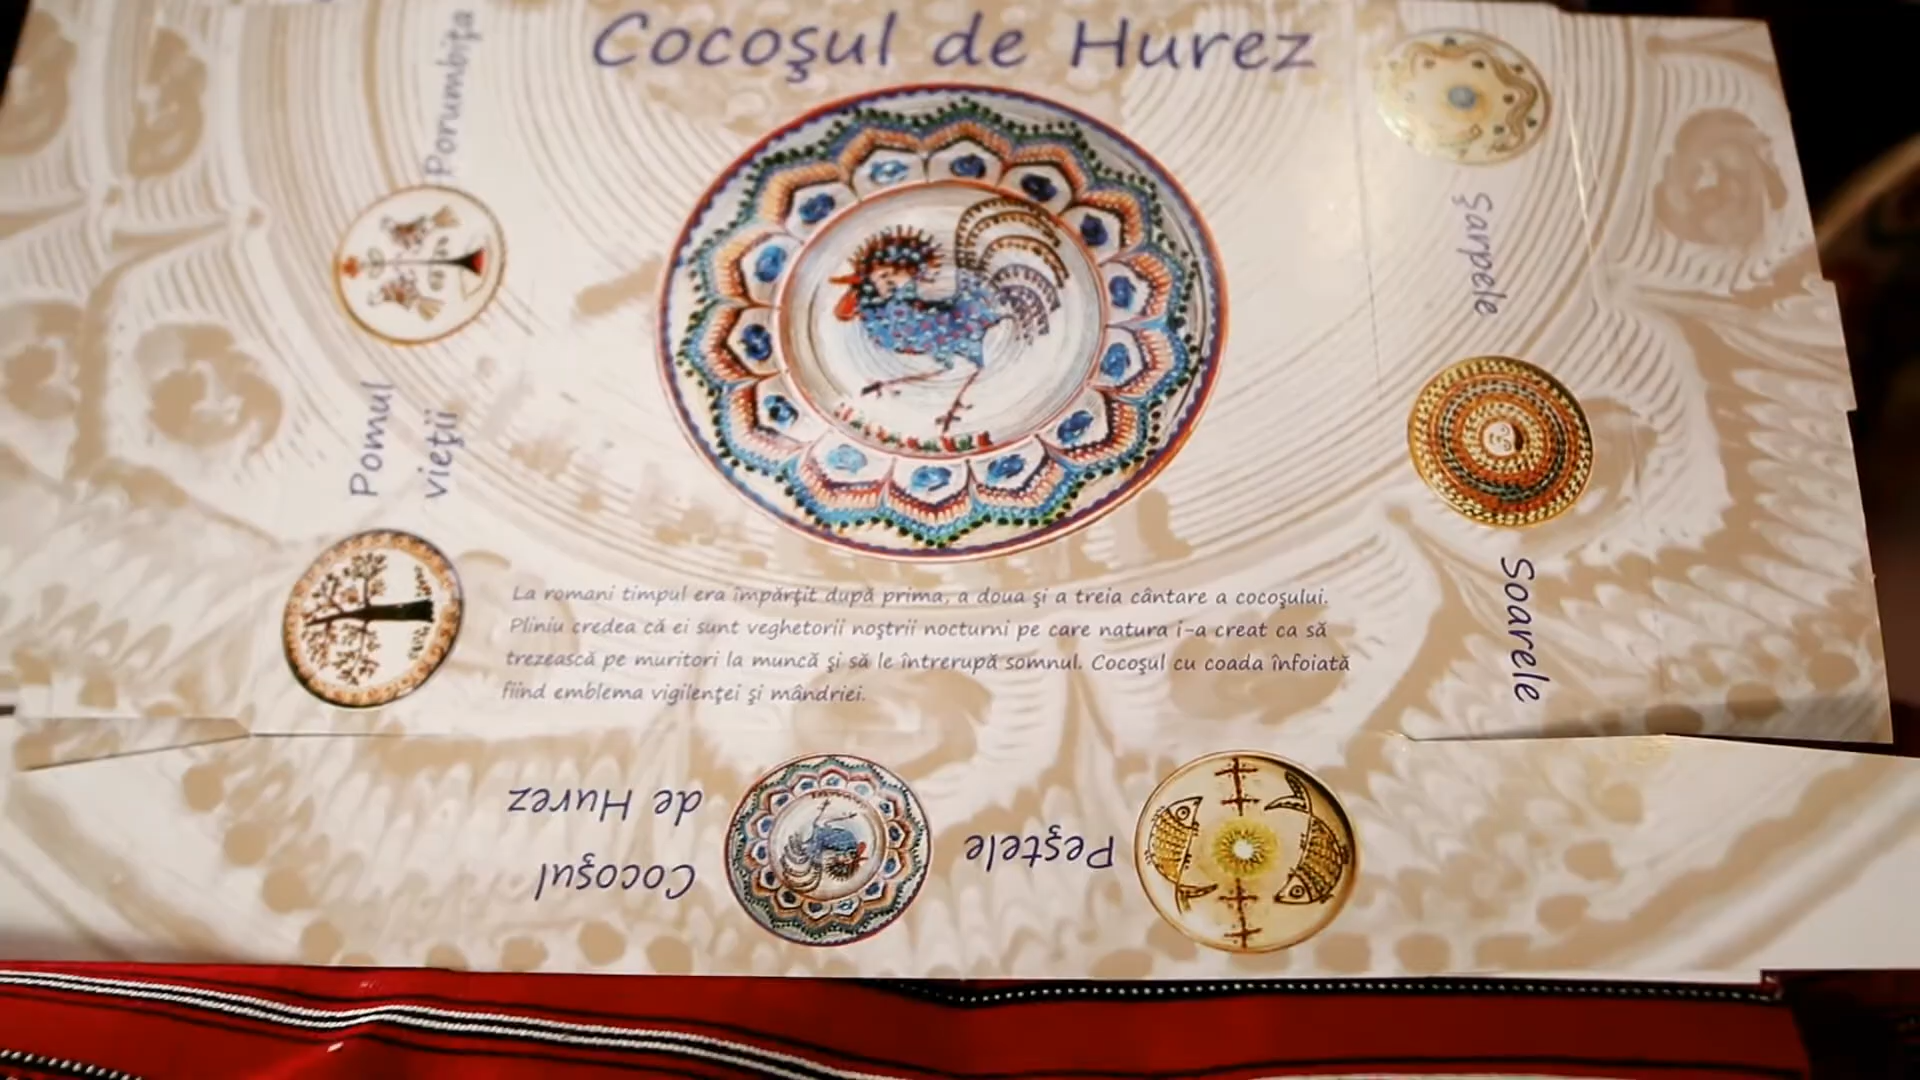 Cocoşul de Hurez
Porumbiţa
Şarpele
Pomul
vieţii
Soarele
La romani timpul era împărţit după prima, a doua şi a treia cântare a cocoşului.
Pliniu credea că ei sunt veghetorii noştrii nocturni pe care natura i-a creat ca să
trezească pe muritori la muncă şi să le întrerupă somnul. Cocoşul cu coada înfoiată
fiind emblema vigilenţei şi mândriei.
Cocoşul
de Hurez
Peştele